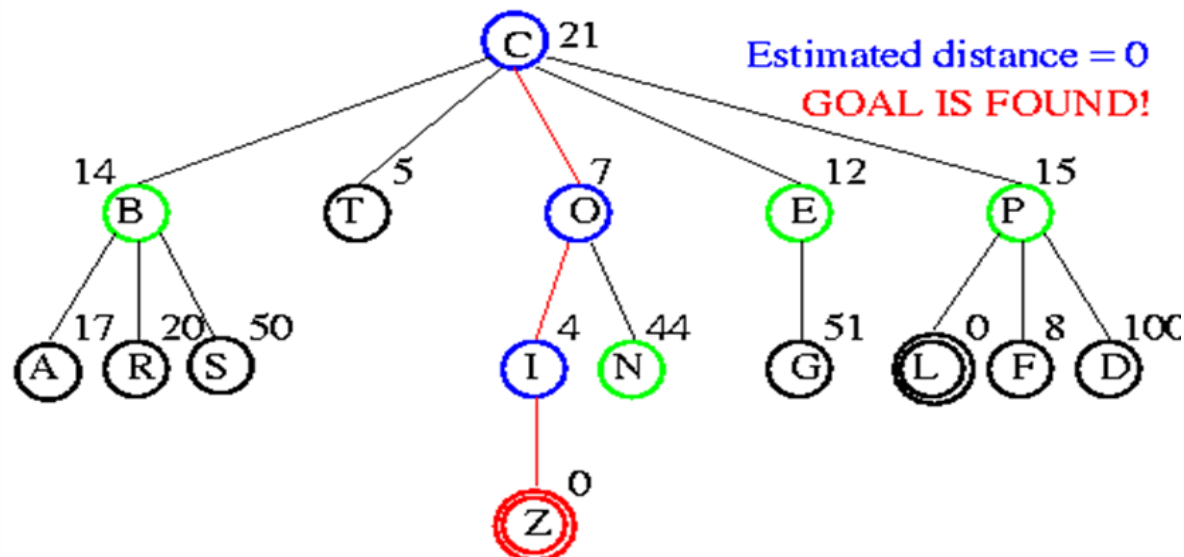 C 21
Estimated distance = 0
GOAL IS FOUND!
14 5 7 12 15
B T O E P
17 20 50 4 44 51 0 8 100
A R S I N G L F D
0
Z